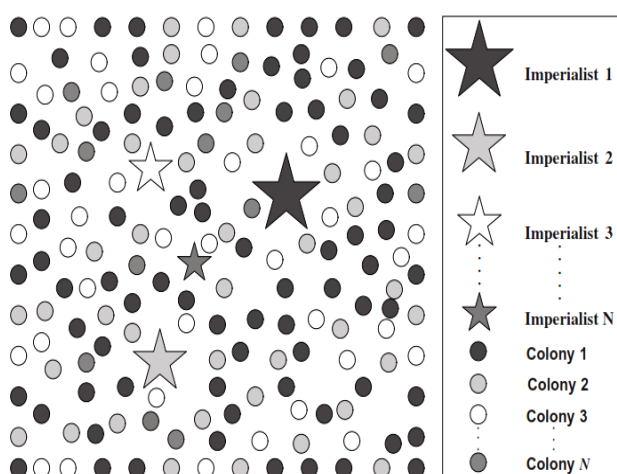 Imperialist 1
Imperialist 2
Imperialist 3
Imperialist N
Colony 1
Colony 2
Colony 3
Colony N